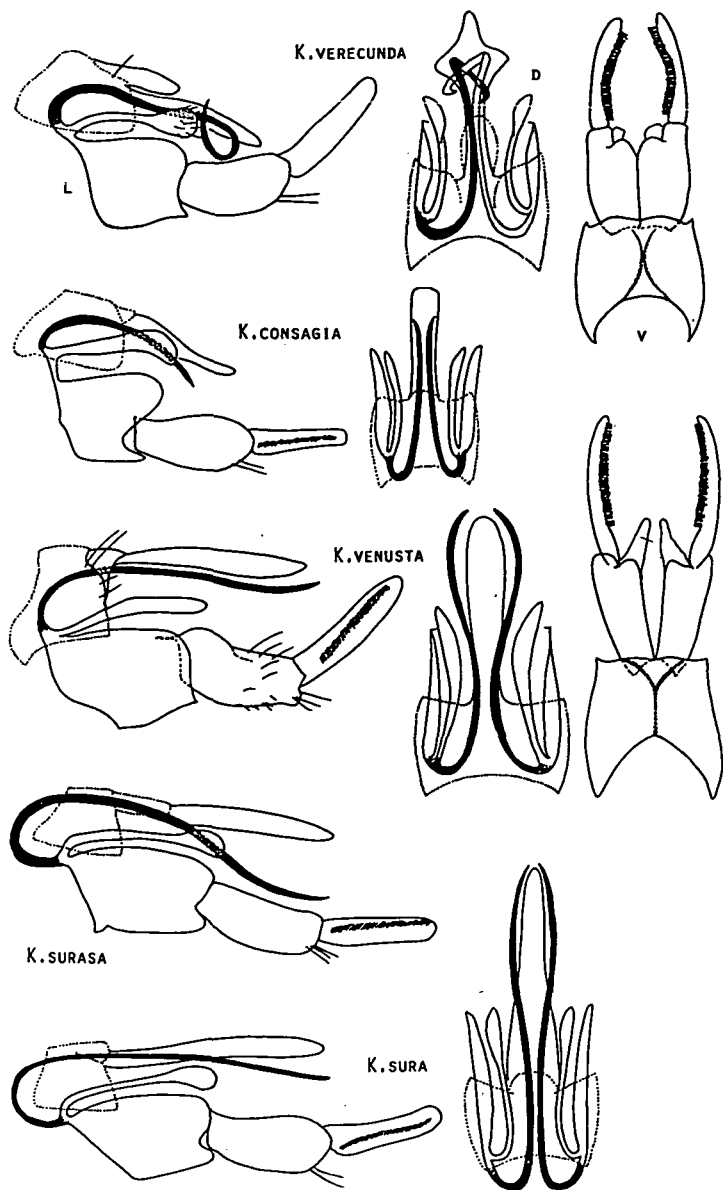 K.VERECUNDA
D
L
V
K.CONSAGIA
K.VENUSTA
K.SURASA
K.SURA